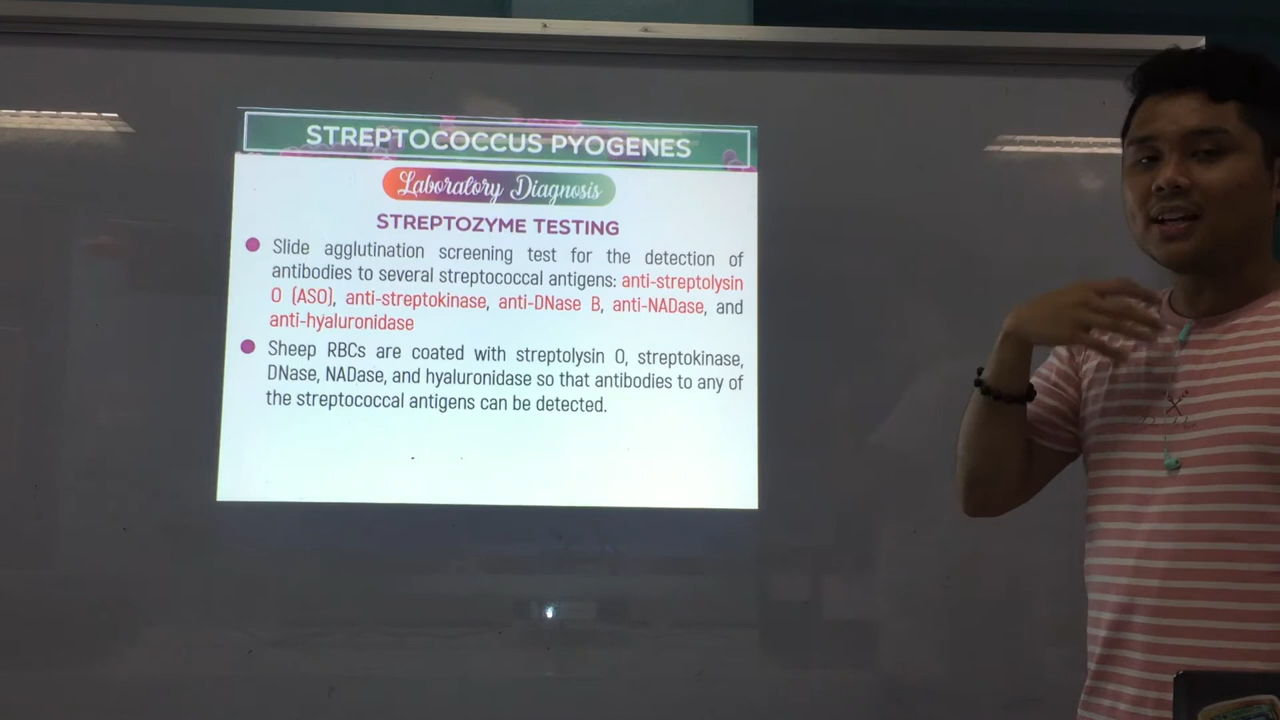 STREPTOCOCCUS PYOGENES
Laboratory Diagnosis
STREPTOZYME TESTING
Slide agglutination screening test for the detection of
antibodies to several streptococcal antigens: anti-streptolysin
O (ASO), anti-streptokinase, anti-DNase B, anti-NADase, and
anti-hyaluronidase
Sheep RBCs are coated with streptolysin O, streptokinase,
DNase, NADase, and hyaluronidase so that antibodies to any of
the streptococcal antigens can be detected.